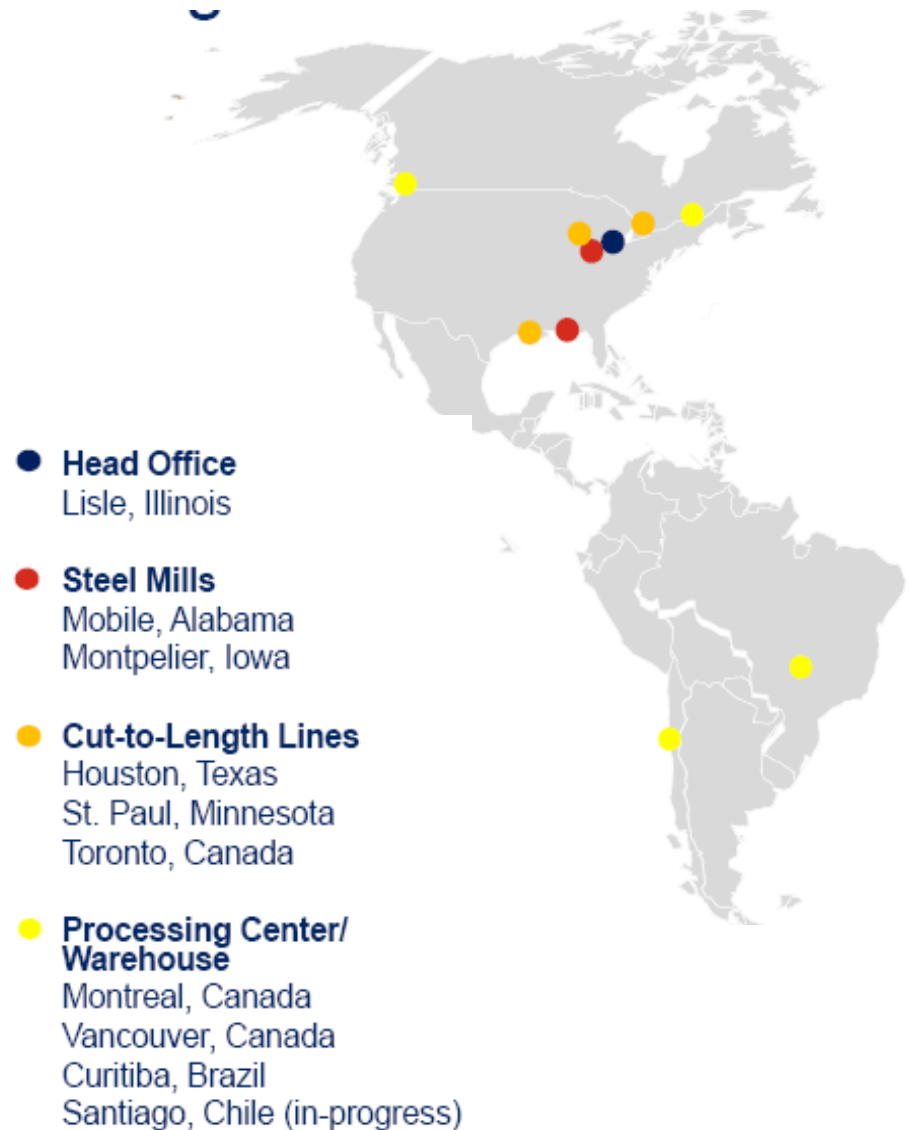 Head Office
Lisle, Illinois
Steel Mills
Mobile, Alabama
Montpelier, Iowa
Cut-to-Length Lines
Houston, Texas
St. Paul, Minnesota
Toronto, Canada
Processing Center/
Warehouse
Montreal, Canada
Vancouver, Canada
Curitiba, Brazil
Santiago, Chile (in-progress)